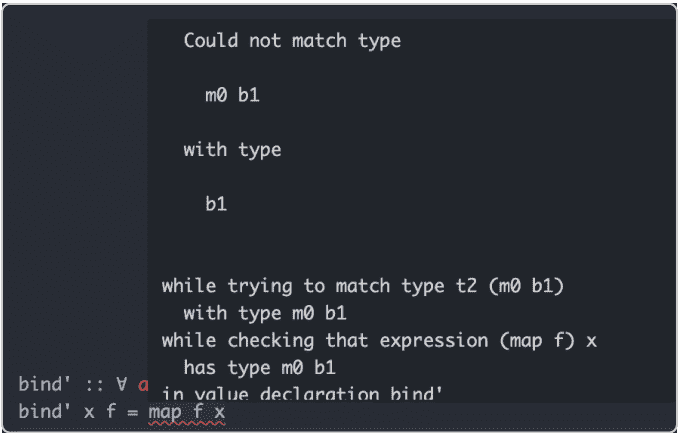 Could not match type
m0 b1
with type
b1
while trying to match type t2 (m0 b1)
with type m0 b1
while checking that expression (map f) x
has type m0 b1
in value declaration bind'
bind' :: ∀ a
bind' x f = map f x